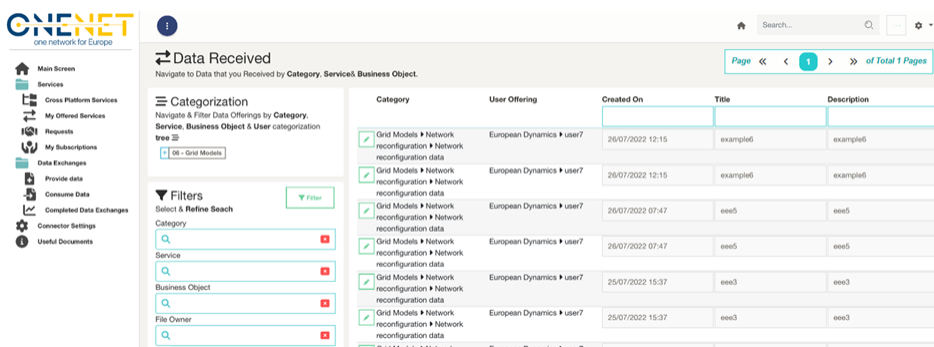 ONENET
one network for Europe
Main Screen
Services
Cross Platform Services
My Offered Services
Requests
My Subscriptions
Data Exchanges
Provide data
Consume Data
Completed Data Exchanges
Connector Settings
Useful Documents
Search...
Data Received
Navigate to Data that you Received by Category, Service& Business Object.
Page « ‹ 1 › » of Total 1 Pages
Categorization
Navigate & Filter Data Offerings by Category,
Service, Business Object & User categorization
tree
+ 06 - Grid Models
Filters
Filter
Select & Refine Seach
Category
Service
Business Object
File Owner
Category User Offering Created On Title Description
Grid Models Network
reconfiguration Network
reconfiguration data
European Dynamics user7
26/07/2022 12:15
example6
example6
Grid Models Network
reconfiguration Network
reconfiguration data
European Dynamics user7
26/07/2022 12:15
example6
example6
Grid Models Network
reconfiguration Network
reconfiguration data
European Dynamics user7
26/07/2022 07:47
eee5
eee5
Grid Models Network
reconfiguration Network
reconfiguration data
European Dynamics user7
26/07/2022 07:47
eee5
eee5
Grid Models Network
reconfiguration Network
reconfiguration data
European Dynamics user7
25/07/2022 15:37
eee3
eee3
Grid Models Network
reconfiguration Network
reconfiguration data
European Dynamics user7
25/07/2022 15:37
eee3
eee3